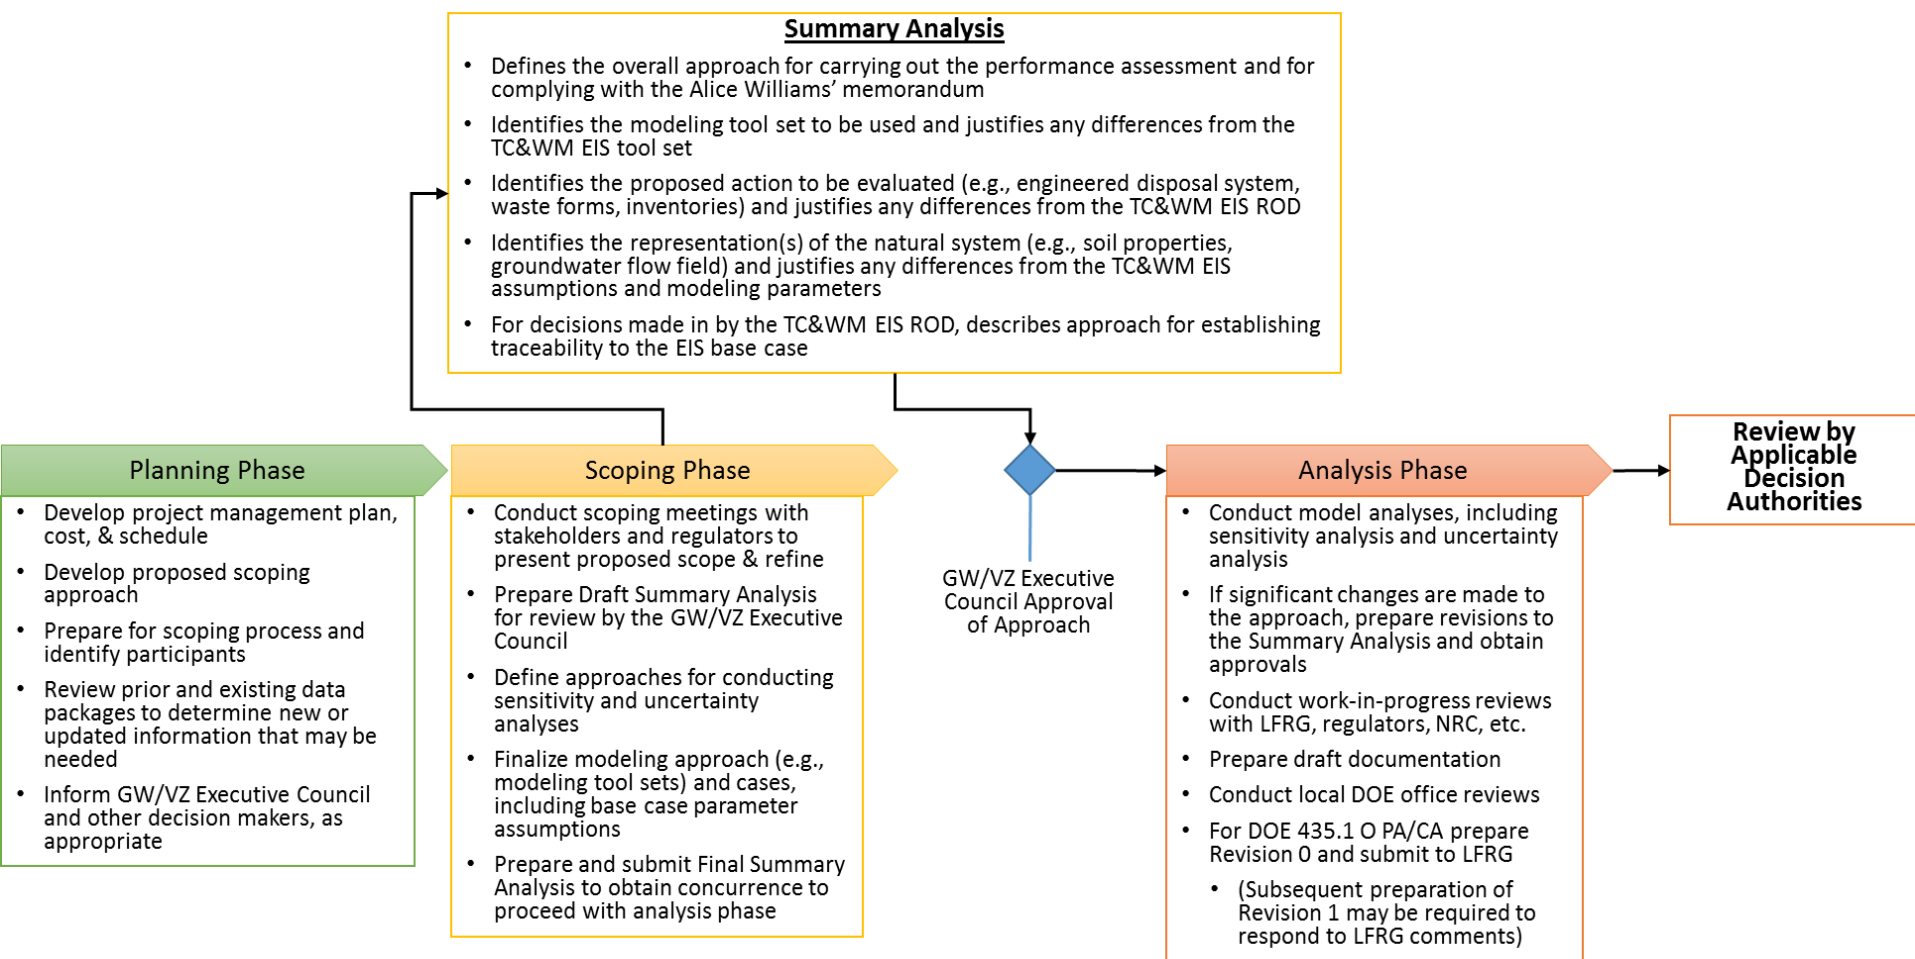 Summary Analysis
• Defines the overall approach for carrying out the performance assessment and for
complying with the Alice Williams’ memorandum
• Identifies the modeling tool set to be used and justifies any differences from the
TC&WM EIS tool set
• Identifies the proposed action to be evaluated (e.g., engineered disposal system,
waste forms, inventories) and justifies any differences from the TC&WM EIS ROD
• Identifies the representation(s) of the natural system (e.g., soil properties,
groundwater flow field) and justifies any differences from the TC&WM EIS
assumptions and modeling parameters
• For decisions made in by the TC&WM EIS ROD, describes approach for establishing
traceability to the EIS base case
Planning Phase
• Develop project management plan,
cost, & schedule
• Develop proposed scoping
approach
• Prepare for scoping process and
identify participants
• Review prior and existing data
packages to determine new or
updated information that may be
needed
• Inform GW/VZ Executive Council
and other decision makers, as
appropriate
Scoping Phase
• Conduct scoping meetings with
stakeholders and regulators to
present proposed scope & refine
• Prepare Draft Summary Analysis
for review by the GW/VZ Executive
Council
• Define approaches for conducting
sensitivity and uncertainty
analyses
• Finalize modeling approach (e.g.,
modeling tool sets) and cases,
including base case parameter
assumptions
• Prepare and submit Final Summary
Analysis to obtain concurrence to
proceed with analysis phase
GW/VZ Executive
Council Approval
of Approach
Analysis Phase
• Conduct model analyses, including
sensitivity analysis and uncertainty
analysis
• If significant changes are made to
the approach, prepare revisions to
the Summary Analysis and obtain
approvals
• Conduct work-in-progress reviews
with LFRG, regulators, NRC, etc.
• Prepare draft documentation
• Conduct local DOE office reviews
• For DOE 435.1 O PA/CA prepare
Revision 0 and submit to LFRG
• (Subsequent preparation of
Revision 1 may be required to
respond to LFRG comments)
Review by
Applicable
Decision
Authorities